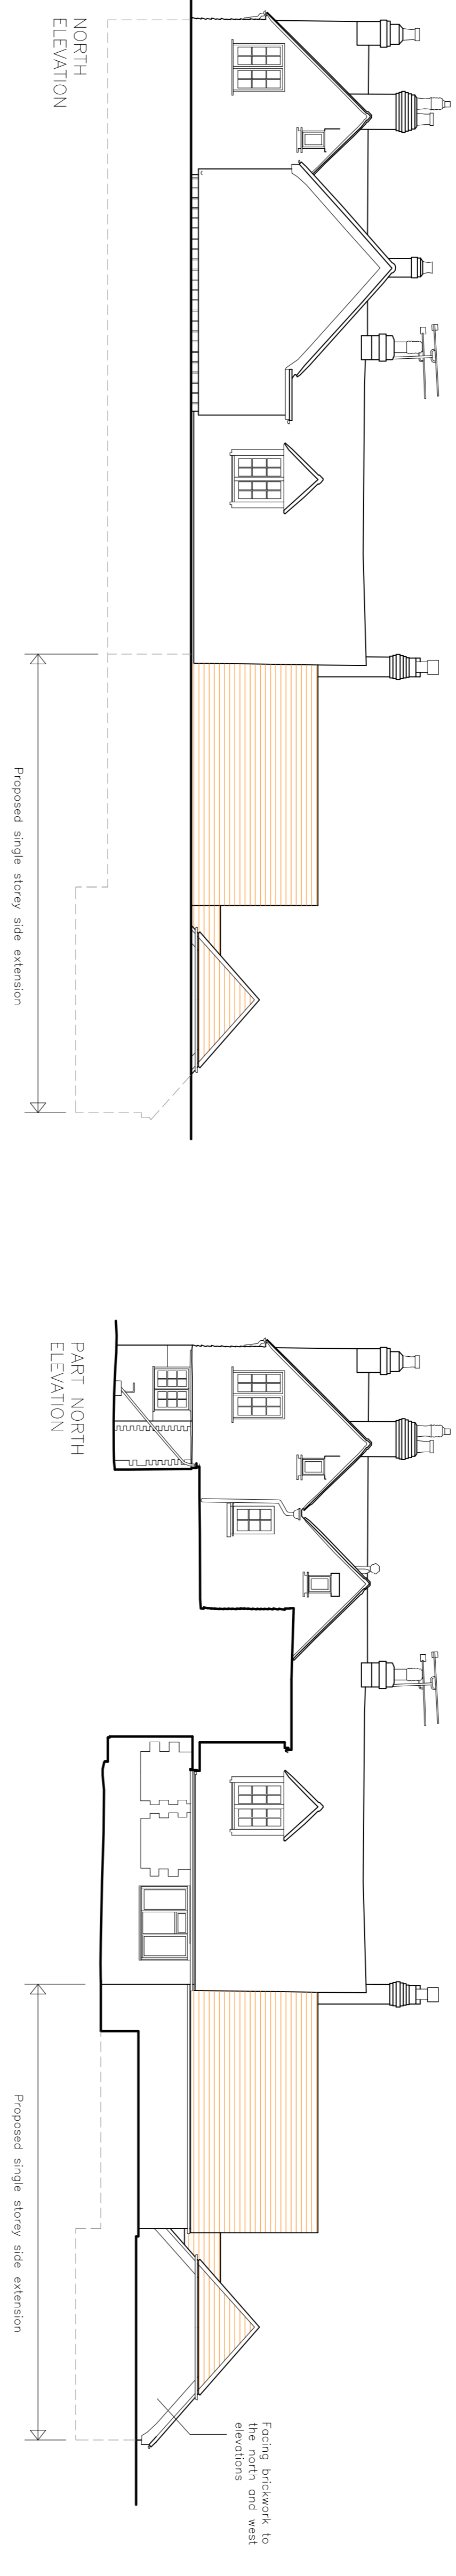 NORTH
ELEVATION
Proposed single storey side extension
PART NORTH
ELEVATION
Proposed single storey side extension
Facing brickwork to
the north and west
elevations